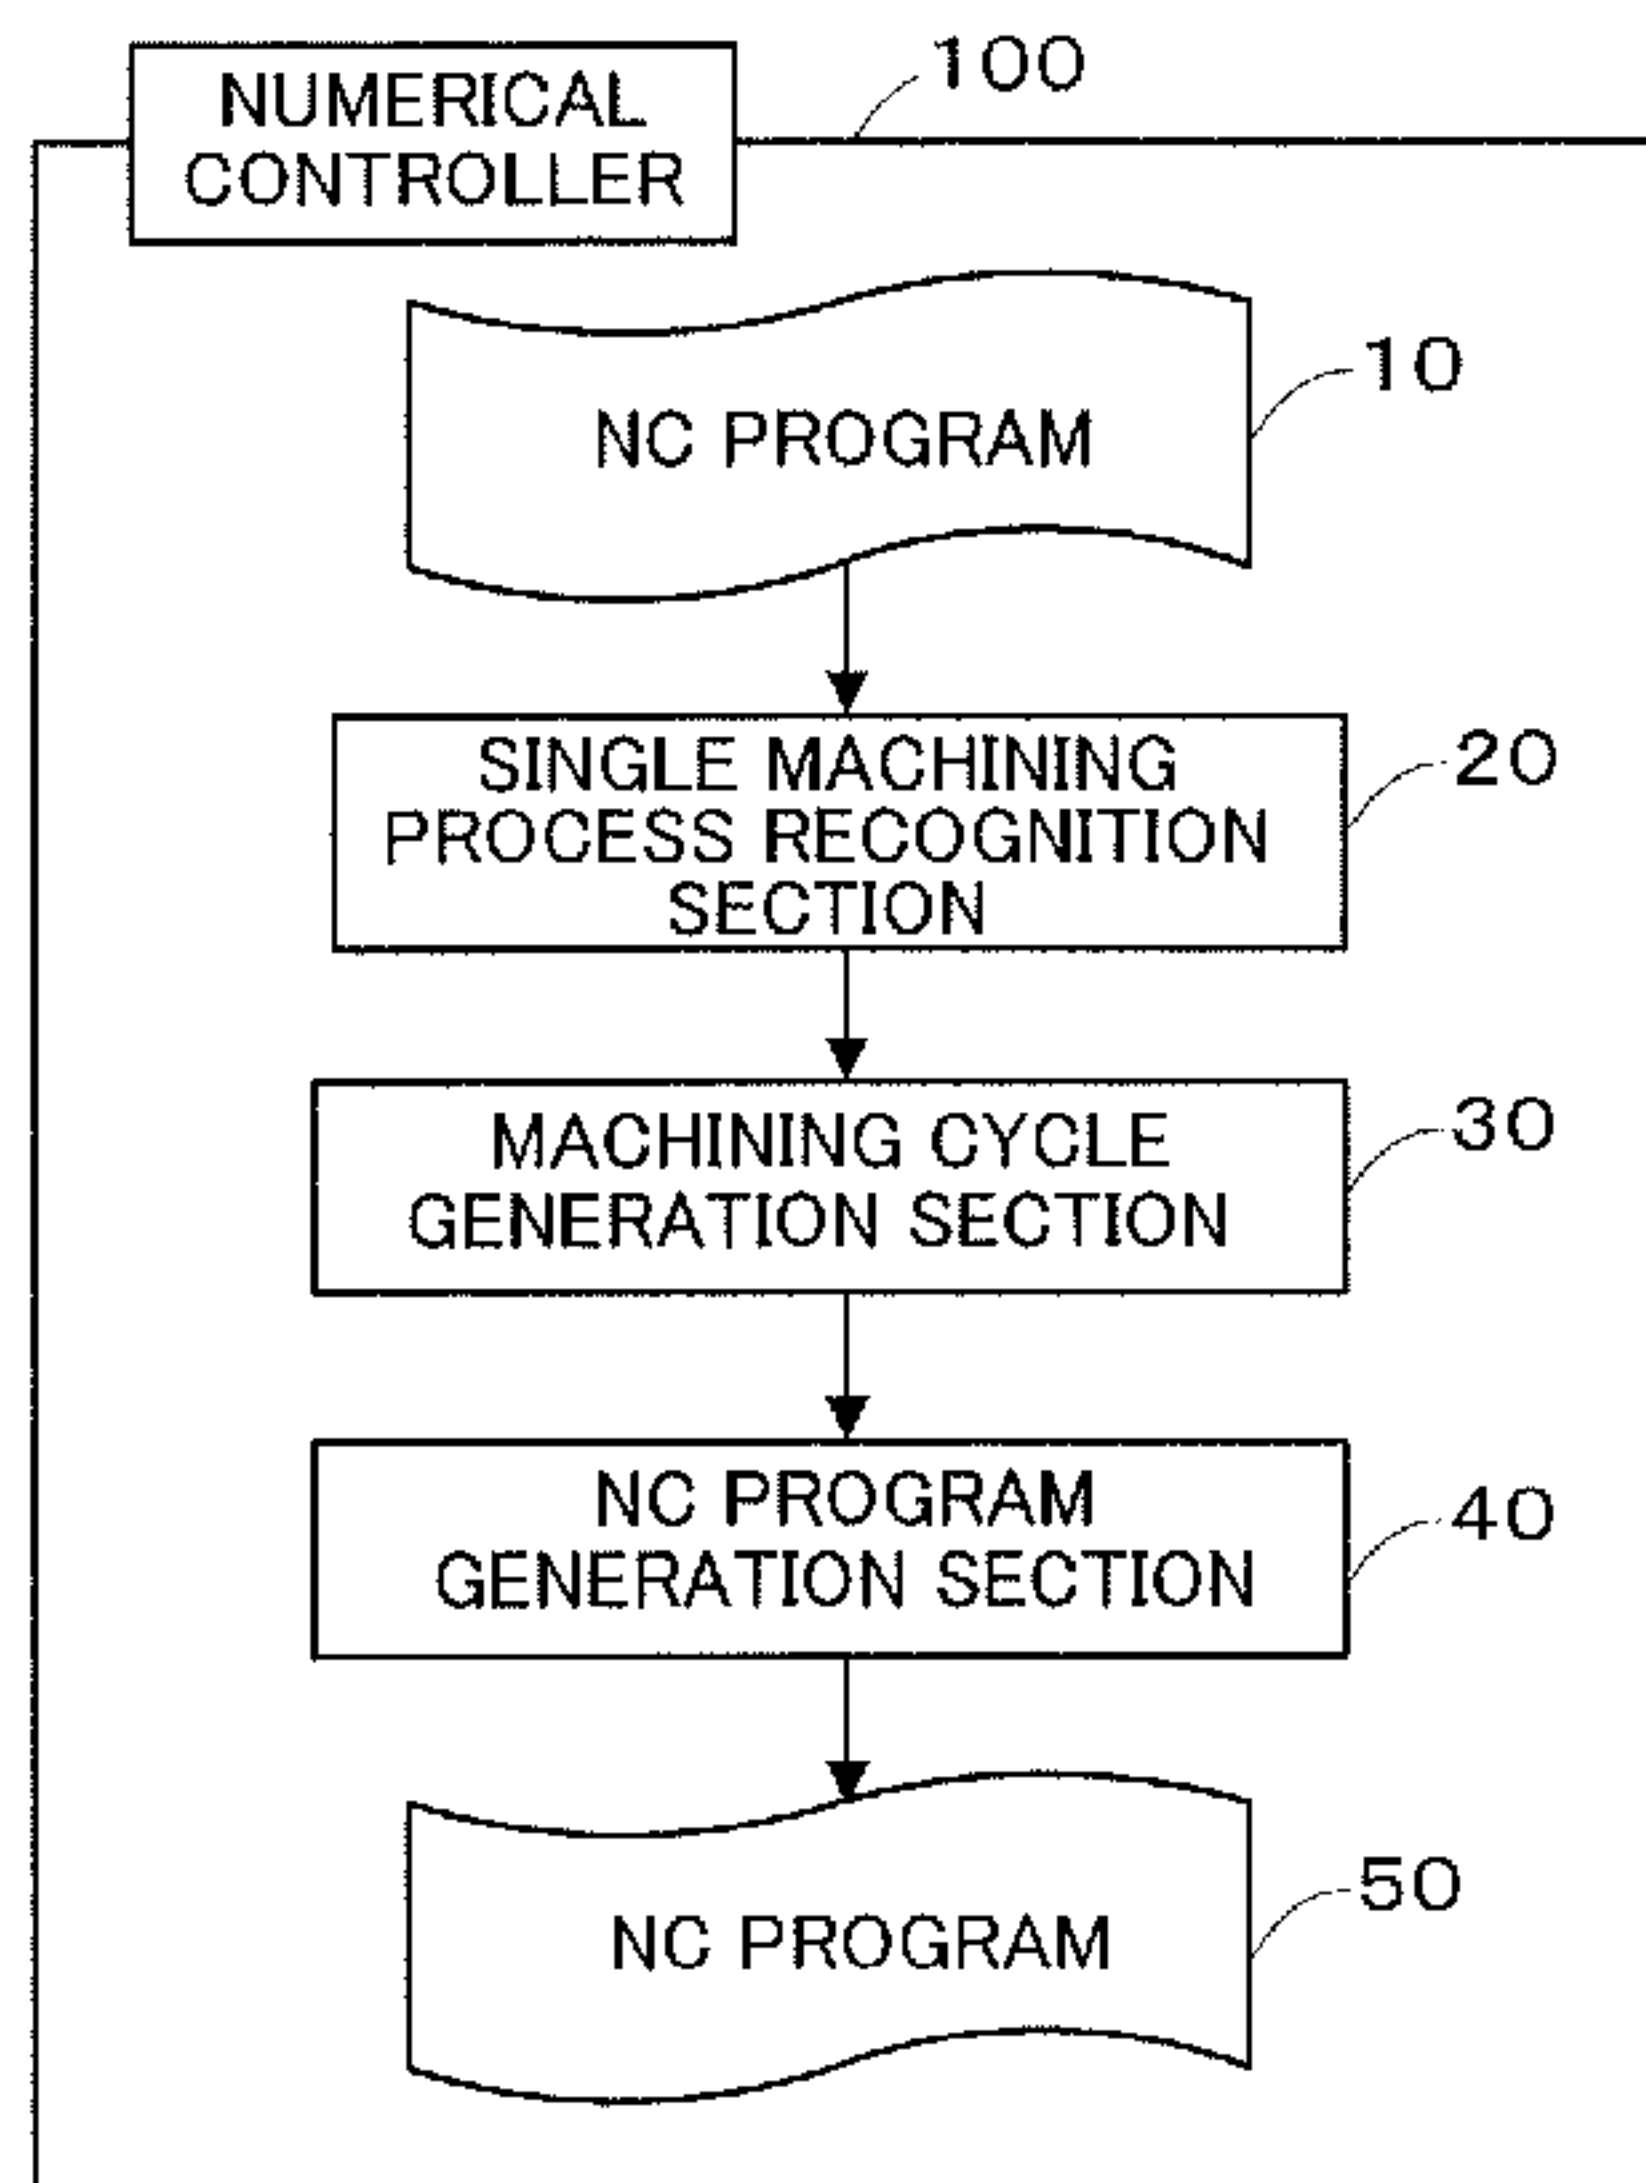 NUMERICAL
CONTROLLER
100
NC PROGRAM
10
SINGLE MACHINING
PROCESS RECOGNITION
SECTION
20
MACHINING CYCLE
GENERATION SECTION
30
NC PROGRAM
GENERATION SECTION
40
NC PROGRAM
50